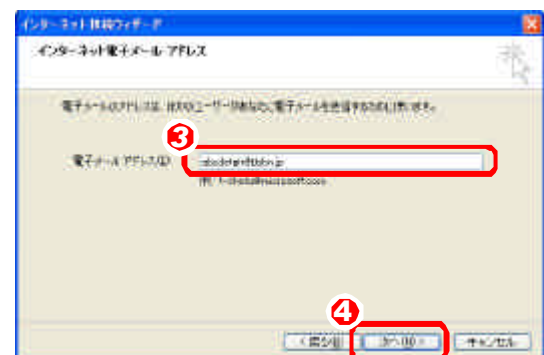 インターネット接続ウィザード
インターネット電子メール アドレス
電子メールのアドレスは、ほかのユーザーがあなたに電子メールを送信するために使います。
3
電子メール アドレス(E):
4
< 戻る(B)
次へ(N) >
キャンセル